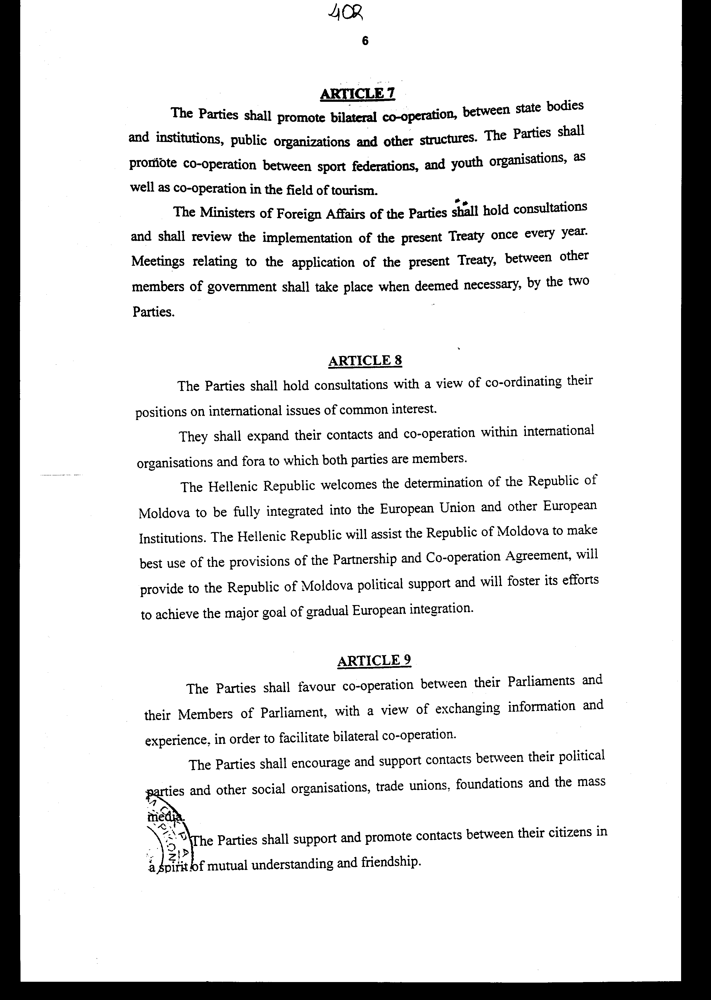 402
6
ARTICLE 7
The Parties shall promote bilateral co-operation, between state bodies
and institutions, public organizations and other structures. The Parties shall
promote co-operation between sport federations, and youth organisations, as
well as co-operation in the field of tourism.
The Ministers of Foreign Affairs of the Parties shall hold consultations
and shall review the implementation of the present Treaty once every year.
Meetings relating to the application of the present Treaty, between other
members of government shall take place when deemed necessary, by the two
Parties.
ARTICLE 8
The Parties shall hold consultations with a view of co-ordinating their
positions on international issues of common interest.
They shall expand their contacts and co-operation within international
organisations and fora to which both parties are members.
The Hellenic Republic welcomes the determination of the Republic of
Moldova to be fully integrated into the European Union and other European
Institutions. The Hellenic Republic will assist the Republic of Moldova to make
best use of the provisions of the Partnership and Co-operation Agreement, will
provide to the Republic of Moldova political support and will foster its efforts
to achieve the major goal of gradual European integration.
ARTICLE 9
The Parties shall favour co-operation between their Parliaments and
their Members of Parliament, with a view of exchanging information and
experience, in order to facilitate bilateral co-operation.
The Parties shall encourage and support contacts between their political
parties and other social organisations, trade unions, foundations and the mass
media.
The Parties shall support and promote contacts between their citizens in
a spirit of mutual understanding and friendship.